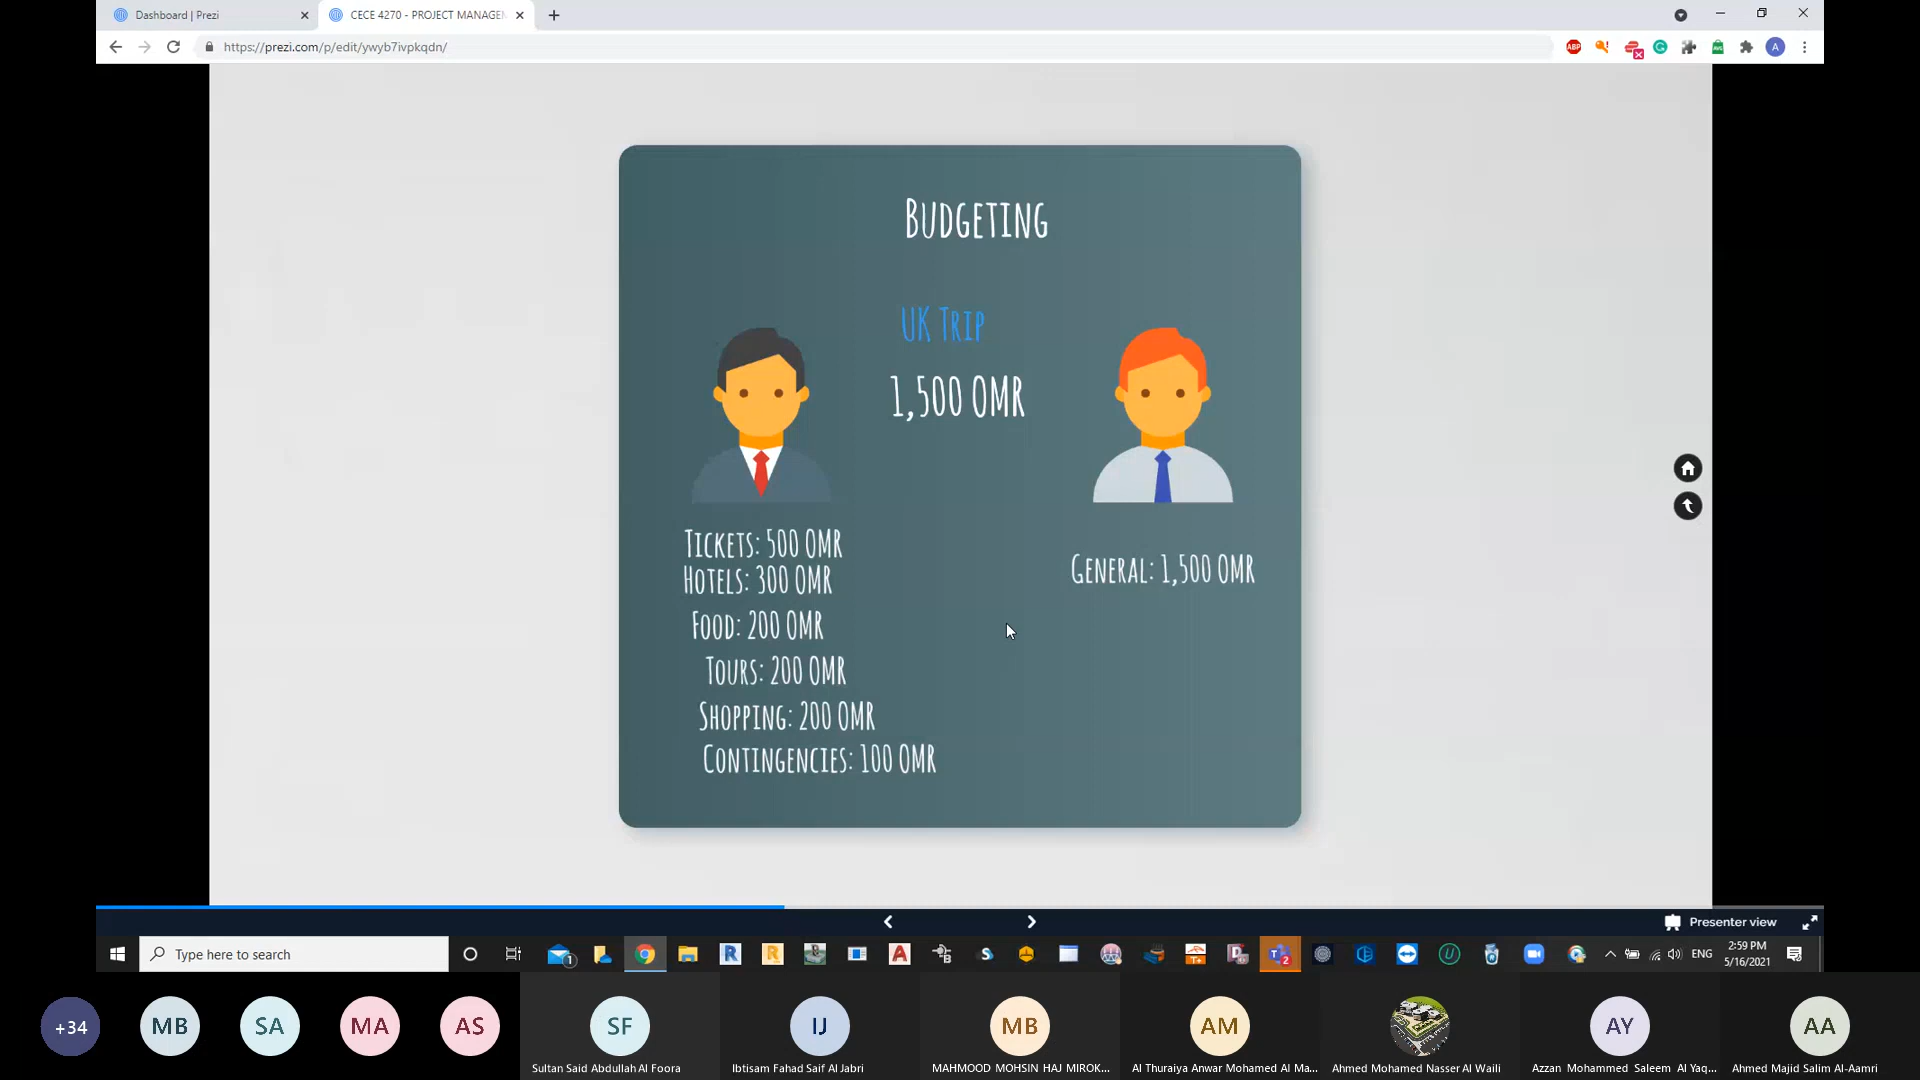 Dashboard | Prezi
CECE 4270 - PROJECT MANAGEM
https://prezi.com/p/edit/ywyb7ivpkqdn/
ABP
A
BUDGETING
UK TRIP
1,500 OMR
TICKETS: 500 OMR
HOTELS: 300 OMR
FOOD: 200 OMR
TOURS: 200 OMR
SHOPPING: 200 OMR
CONTINGENCIES: 100 OMR
GENERAL: 1,500 OMR
Presenter view
Type here to search
ENG
2:59 PM
5/16/2021
+34
MB
SA
MA
AS
SF
IJ
MB
AM
AY
AA
Sultan Said Abdullah Al Foora
Ibtisam Fahad Saif Al Jabri
MAHMOOD MOHSIN HAJ MIROK...
Al Thuraiya Anwar Mohamed Al Ma...
Ahmed Mohamed Nasser Al Waili
Azzan Mohammed Saleem Al Yaq...
Ahmed Majid Salim Al-Aamri